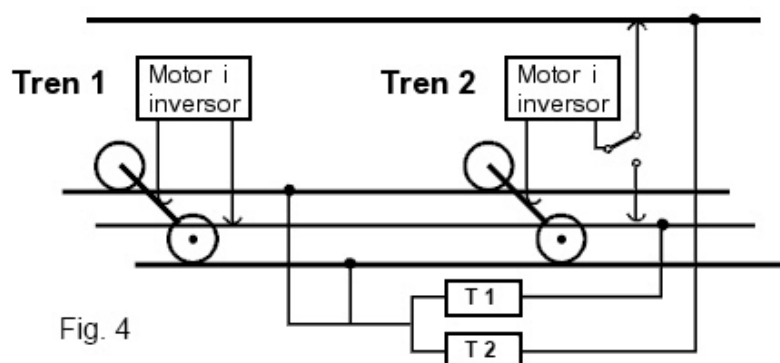 Tren 1
Motor i
inversor
Tren 2
Motor i
inversor
T 1
T 2
Fig. 4